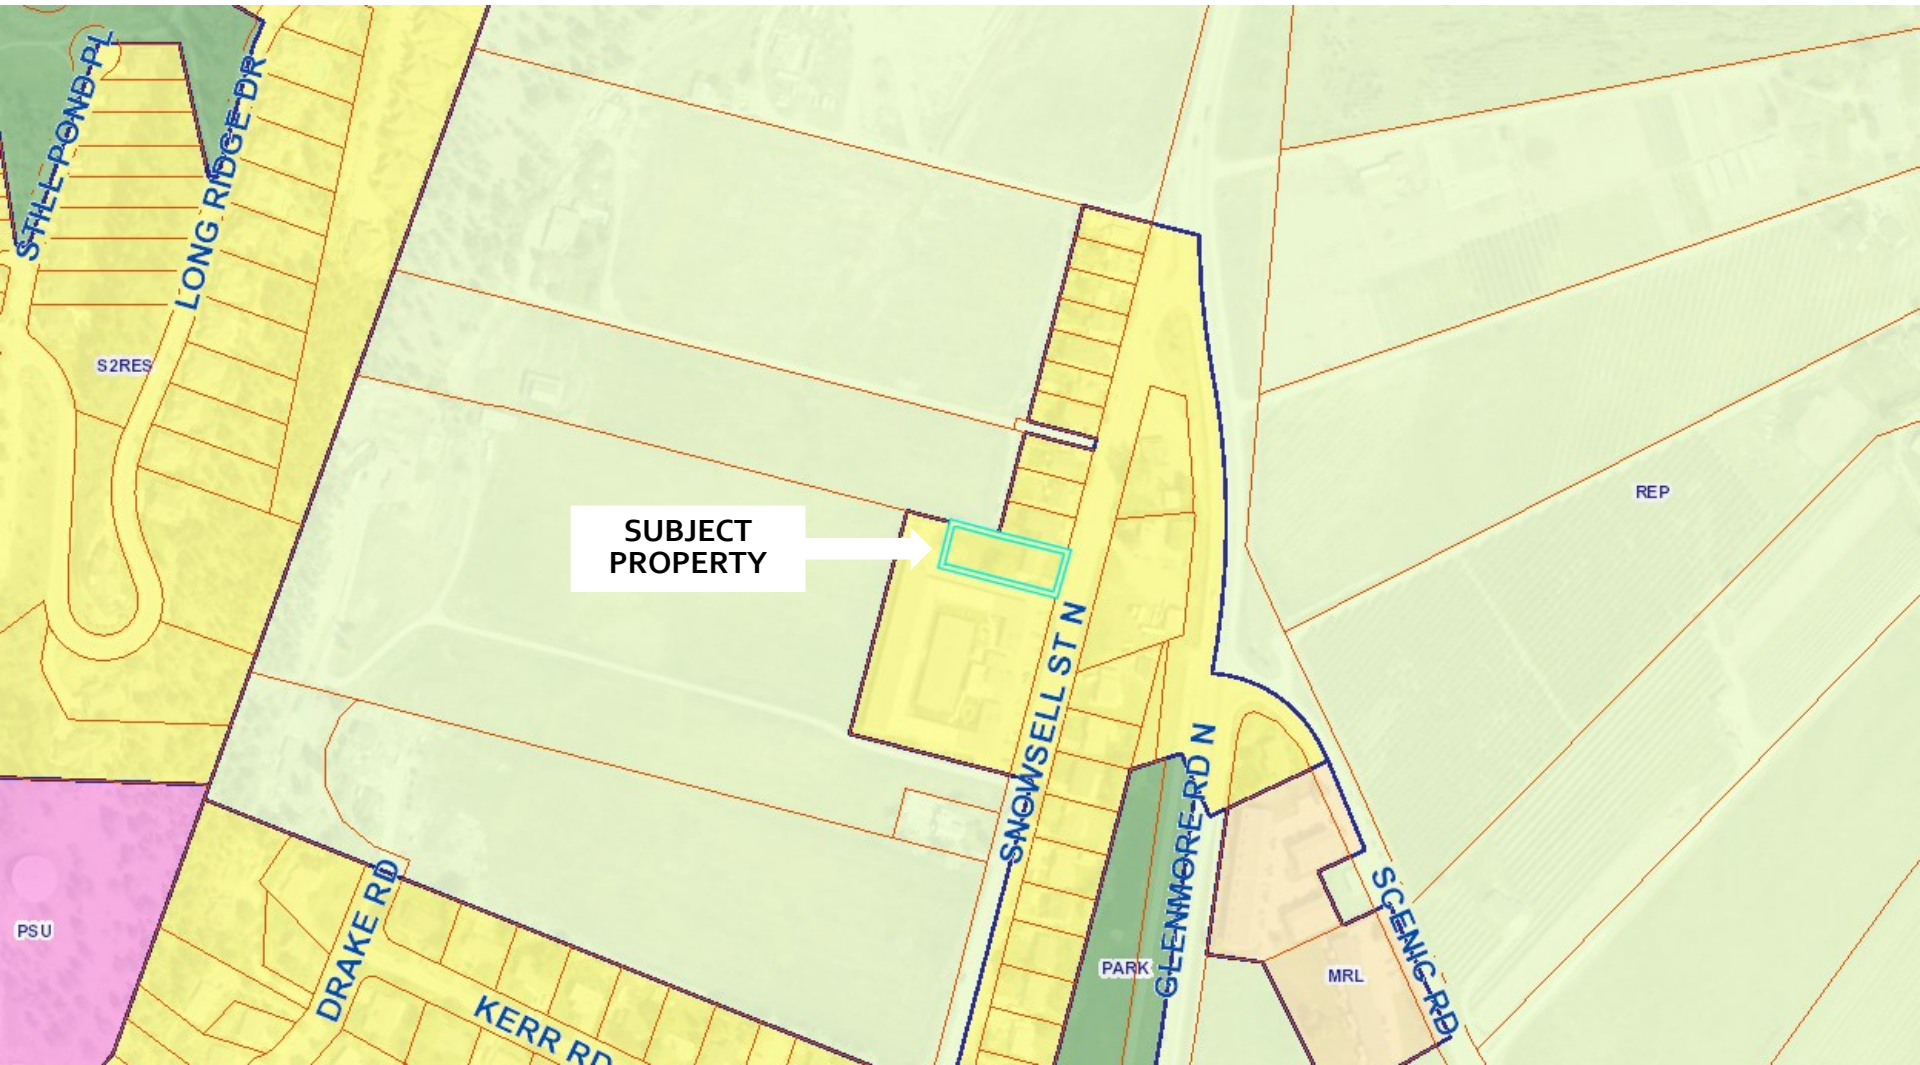 STILL POND PL
LONG RIDGE DR
S2RES
REP
SUBJECT
PROPERTY
SNOWSELL ST N
GLENMORE RD N
SCENIC RD
DRAKE RD
PSU
PARK
MRL
KERR RD